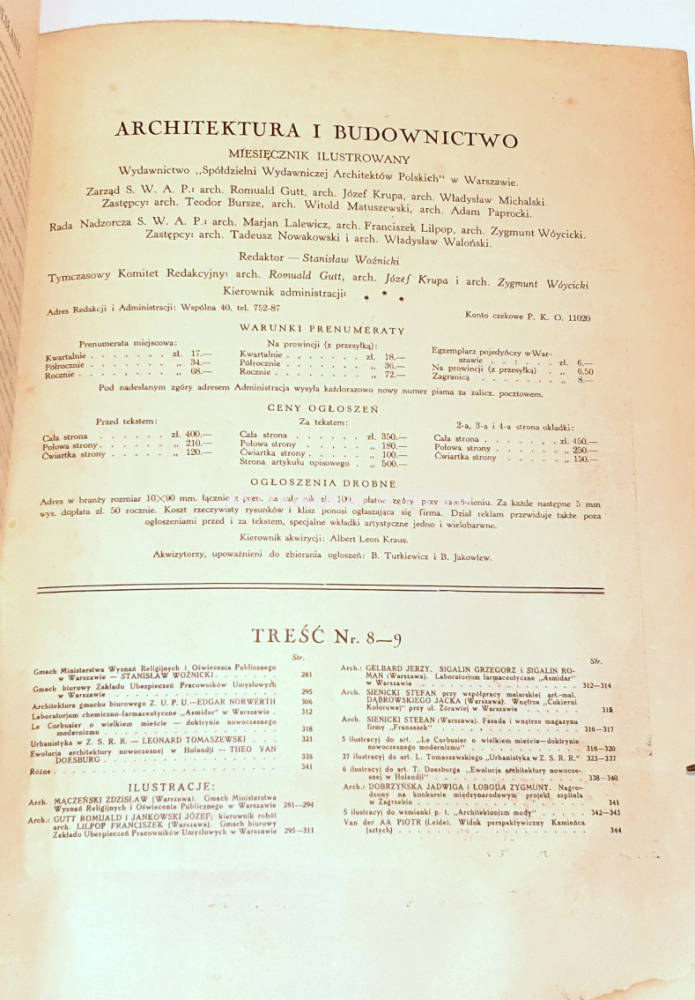 ARCHITEKTURA I BUDOWNICTWO
MIESIĘCZNIK ILUSTROWANY
Wydawnictwo „Spółdzielni Wydawniczej Architektów Polskich" w Warszawie.
Zarząd S. W. A. P.: arch. Romuald Gutt, arch. Józef Krupa, arch. Władysław Michalski.
Zastępcy: arch. Teodor Bursze, arch. Witold Matuszewski, arch. Adam Paprocki.
Rada Nadzorcza S. W. A. P.: arch. Marjan Lalewicz, arch. Franciszek Lilpop, arch. Zygmunt Wóycicki.
Zastępcy: arch. Tadeusz Nowakowski i arch. Władysław Waloński.
Redaktor — Stanisław Woźnicki
Tymczasowy Komitet Redakcyjny: arch. Romuald Gutt, arch. Józef Krupa i arch. Zygmunt Wóycicki
Kierownik administracji: * * *
Adres Redakcji i Administracji: Wspólna 40, tel. 752-87 Konto czekowe P. K. O. 11020
WARUNKI PRENUMERATY
Prenumerata miejscowa:
Kwartalnie . . . . . . . zł. 17.—
Półrocznie . . . . . . . „ 34.—
Rocznie . . . . . . . . „ 68.—
Na prowincji (z przesyłką):
Kwartalnie . . . . . . . zł. 18,—
Półrocznie . . . . . . . „ 36.—
Rocznie . . . . . . . . „ 72.—
Egzemplarz pojedyńczy w War-
szawie . . . . . . . zł. 6.—
Na prowincji (z przesyłką) . „ 6.50
Zagranicą . . . . . . . „ 8.—
Pod nadesłanym zgóry adresem Administracja wysyła każdorazowo nowy numer pisma za zalicz. pocztowem.
CENY OGŁOSZEŃ
Przed tekstem:
Cała strona . . . . . . zł. 400.—
Połowa strony . . . . . . „ 210.—
Ćwiartka strony . . . . . „ 120.—
Za tekstem:
Cała strona . . . . . . zł. 350.—
Połowa strony . . . . . . „ 180.—
Ćwiartka strony . . . . . „ 100.—
Strona artykułu opisowego . „ 500.—
2-a, 3-a i 4-a strona okładki:
Cała strona . . . . . . zł. 450.—
Połowa strony . . . . . . „ 250.—
Ćwiartka strony . . . . . „ 150.—
OGŁOSZENIA DROBNE
Adres w branży rozmiar 10×90 mm. łącznie z pren. na cały rok zł. 100, płatne zgóry przy zamówieniu. Za każde następne 5 mm
wys. dopłata zł. 50 rocznie. Koszt rzeczywisty rysunków i klisz ponosi ogłaszająca się firma. Dział reklam przewiduje także poza
ogłoszeniami przed i za tekstem, specjalne wkładki artystyczne jedno i wielobarwne.
Kierownik akwizycji: Albert Leon Kraus.
Akwizytorzy, upoważnieni do zbierania ogłoszeń: B. Turkiewicz i B. Jakowlew.
TREŚĆ Nr. 8—9
Str.
Gmach Ministerstwa Wyznań Religijnych i Oświecenia Publicznego
w Warszawie — STANISŁAW WOŹNICKI . . . . . . 281
Gmach biurowy Zakładu Ubezpieczeń Pracowników Umysłowych
w Warszawie . . . . . . . . . . 295
Architektura gmachu biurowego Z. U. P. U.—EDGAR NORWERTH 306
Laboratorjum chemiczno-farmaceutyczne „Asmidar" w Warszawie . 312
Le Corbusier o wielkiem mieście — doktrynie nowoczesnego
modernizmu . . . . . . . . . . 318
Urbanistyka w Z. S. R. R. — LEONARD TOMASZEWSKI . . . 321
Ewolucja architektury nowoczesnej w Holandji — THEO VAN
DOESBURG . . . . . . . . . . 338
Różne . . . . . . . . . . . . 341
ILUSTRACJE:
Arch. MĄCZEŃSKI ZDZISŁAW (Warszawa). Gmach Ministerstwa
Wyznań Religijnych i Oświecenia Publicznego w Warszawie 281—294
Arch.: GUTT ROMUALD I JANKOWSKI JÓZEF; kierownik robót
arch. LILPOP FRANCISZEK (Warszawa). Gmach biurowy
Zakładu Ubezpieczeń Pracowników Umysłowych w Warszawie 295—311
Str.
Arch.: GELBARD JERZY, SIGALIN GRZEGORZ i SIGALIN RO-
MAN (Warszawa). Laboratorjum farmaceutyczne „Asmidar"
w Warszawie . . . . . . . . . . 312—314
Arch. SIENICKI STEFAN przy współpracy malarskiej art.-mal.
DĄBROWSKIEGO JACKA (Warszawa). Wnętrze „Cukierni
Kolorowej" przy ul. Żórawiej w Warszawie . . . . . 315
Arch. SIENICKI STEFAN (Warszawa). Fasada i wnętrze magazynu
firmy „Franaszek" . . . . . . . . 316—317
5 ilustracyj do art. „Le Corbusier o wielkiem mieście—doktrynie
nowoczesnego modernizmu" . . . . . . 318—320
37 ilustracyj do art. L. Tomaszewskiego „Urbanistyka w Z. S. R. R." 323—337
6 ilustracyj do art. T. Doesburga „Ewolucja architektury nowocze-
snej w Holandji" . . . . . . . . 338—340
Arch.: DOBRZYŃSKA JADWIGA i ŁOBODA ZYGMUNT. Nagro-
dzony na konkursie międzynarodowym projekt szpitala
w Zagrzebiu . . . . . . . . . . 341
5 ilustracyj do wzmianki p. t. „Architektonizm mody" . . . 342—343
Van der AA PIOTR (Leide). Widok perspektywiczny Kamieńca
(sztych) . . . . . . . . . . . 344